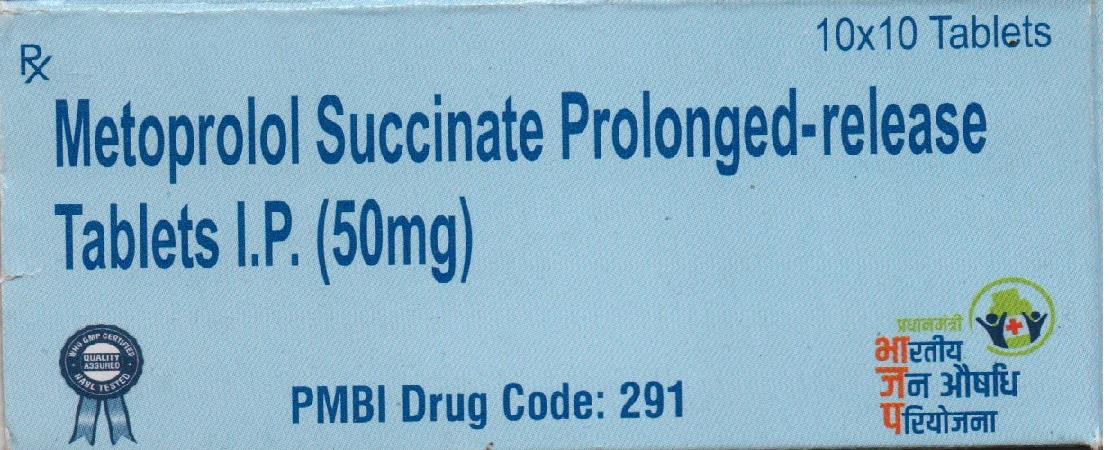 Rx
10x10 Tablets
Metoprolol Succinate Prolonged-release
Tablets I.P. (50mg)
WHO GMP CERTIFIED
QUALITY
ASSURED
NABL TESTED
PMBI Drug Code: 291
प्रधानमंत्री
भारतीय
जन औषधि
परियोजना